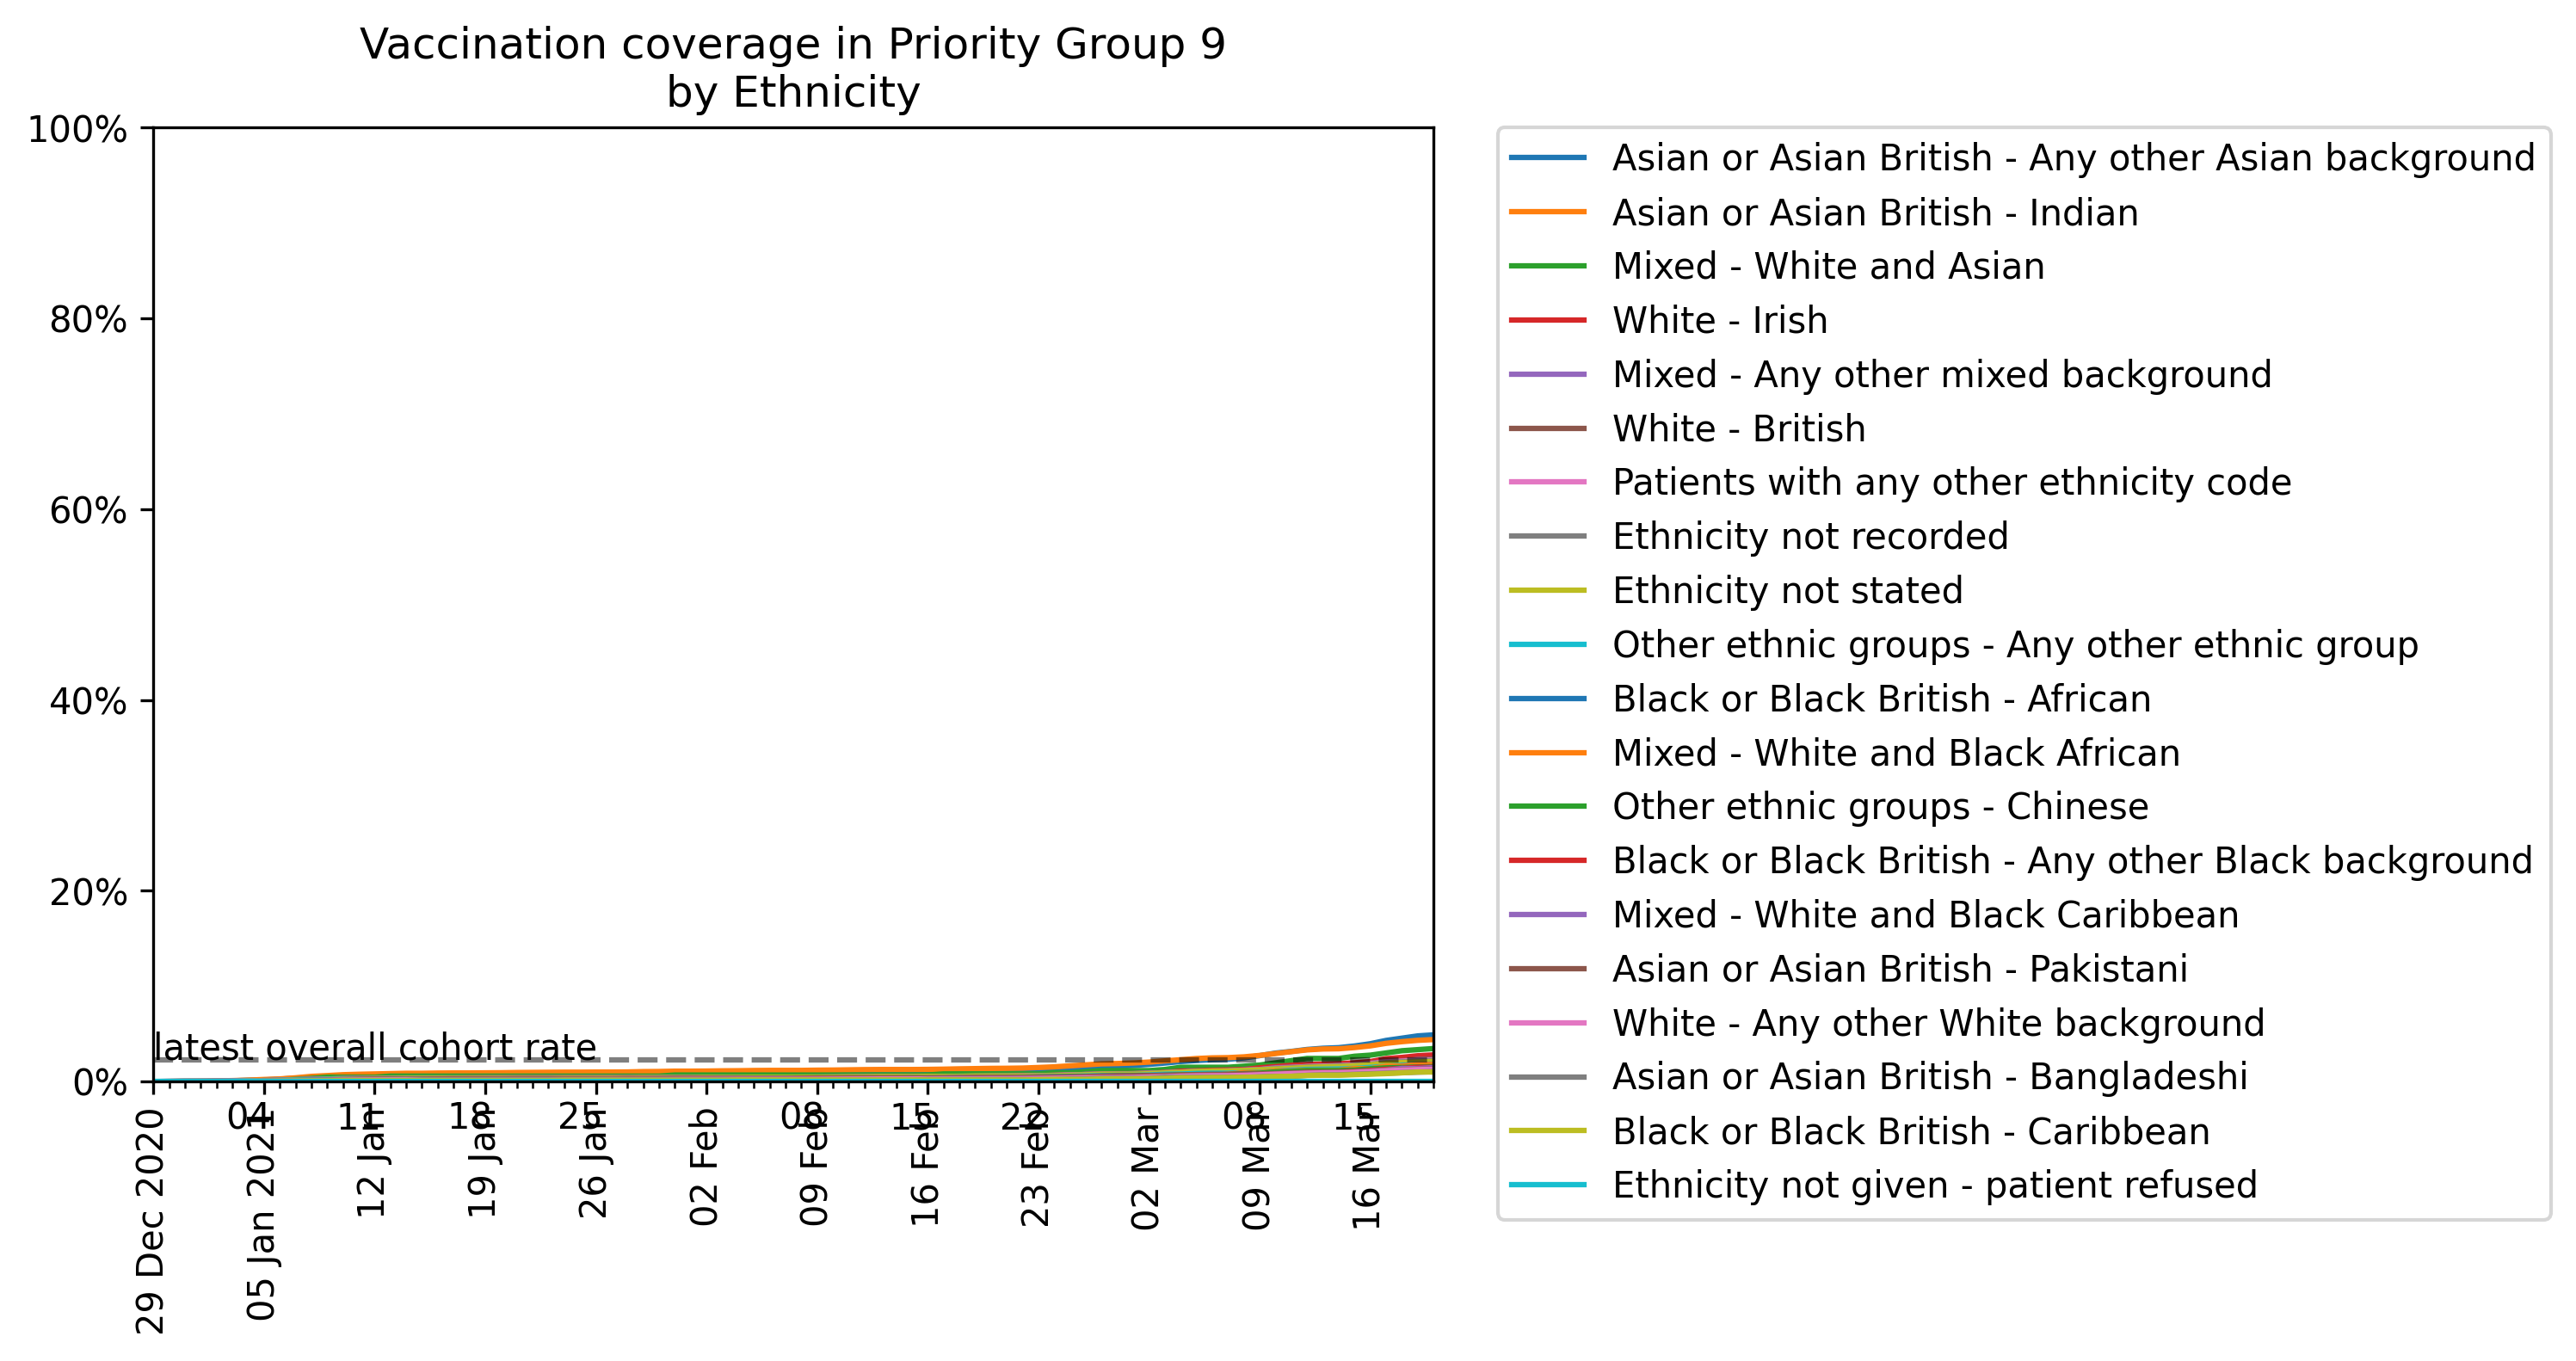 Vaccination coverage in Priority Group 9
by Ethnicity
100%
80%
60%
40%
20%
0%
latest overall cohort rate
04
11
18
25
08
15
22
08
15
29 Dec 2020
05 Jan 2021
12 Jan
19 Jan
26 Jan
02 Feb
09 Feb
16 Feb
23 Feb
02 Mar
09 Mar
16 Mar
Asian or Asian British - Any other Asian background
Asian or Asian British - Indian
Mixed - White and Asian
White - Irish
Mixed - Any other mixed background
White - British
Patients with any other ethnicity code
Ethnicity not recorded
Ethnicity not stated
Other ethnic groups - Any other ethnic group
Black or Black British - African
Mixed - White and Black African
Other ethnic groups - Chinese
Black or Black British - Any other Black background
Mixed - White and Black Caribbean
Asian or Asian British - Pakistani
White - Any other White background
Asian or Asian British - Bangladeshi
Black or Black British - Caribbean
Ethnicity not given - patient refused